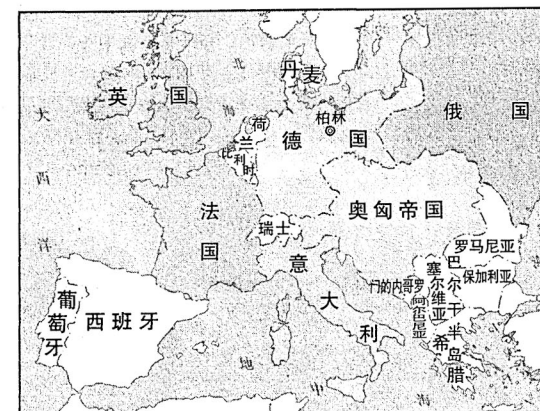 大
西
洋
北
海
英国
丹麦
荷兰
比利时
德国
柏林
俄国
法国
瑞士
奥匈帝国
意大利
罗马尼亚
保加利亚
塞尔维亚
巴尔干半岛
门的内哥罗
希腊
葡萄牙
西班牙
地
中
海